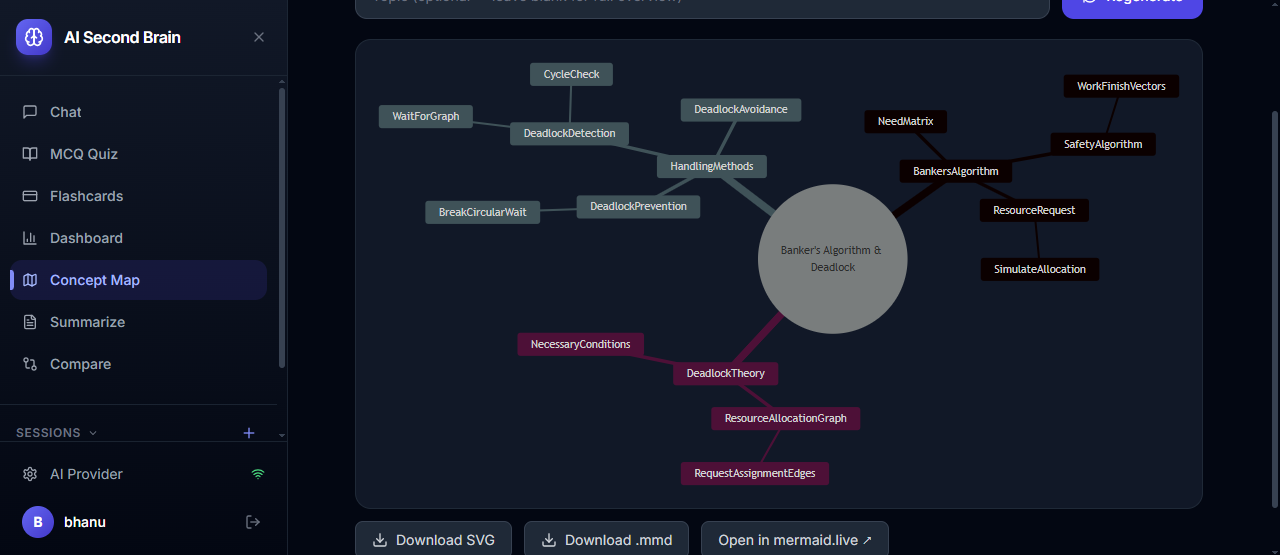 AI Second Brain
Chat
MCQ Quiz
Flashcards
Dashboard
Concept Map
Summarize
Compare
SESSIONS
AI Provider
B
bhanu
CycleCheck
WaitForGraph
DeadlockDetection
DeadlockAvoidance
HandlingMethods
BreakCircularWait
DeadlockPrevention
WorkFinishVectors
NeedMatrix
SafetyAlgorithm
BankersAlgorithm
ResourceRequest
SimulateAllocation
Banker's Algorithm &
Deadlock
NecessaryConditions
DeadlockTheory
ResourceAllocationGraph
RequestAssignmentEdges
Download SVG
Download .mmd
Open in mermaid.live ↗